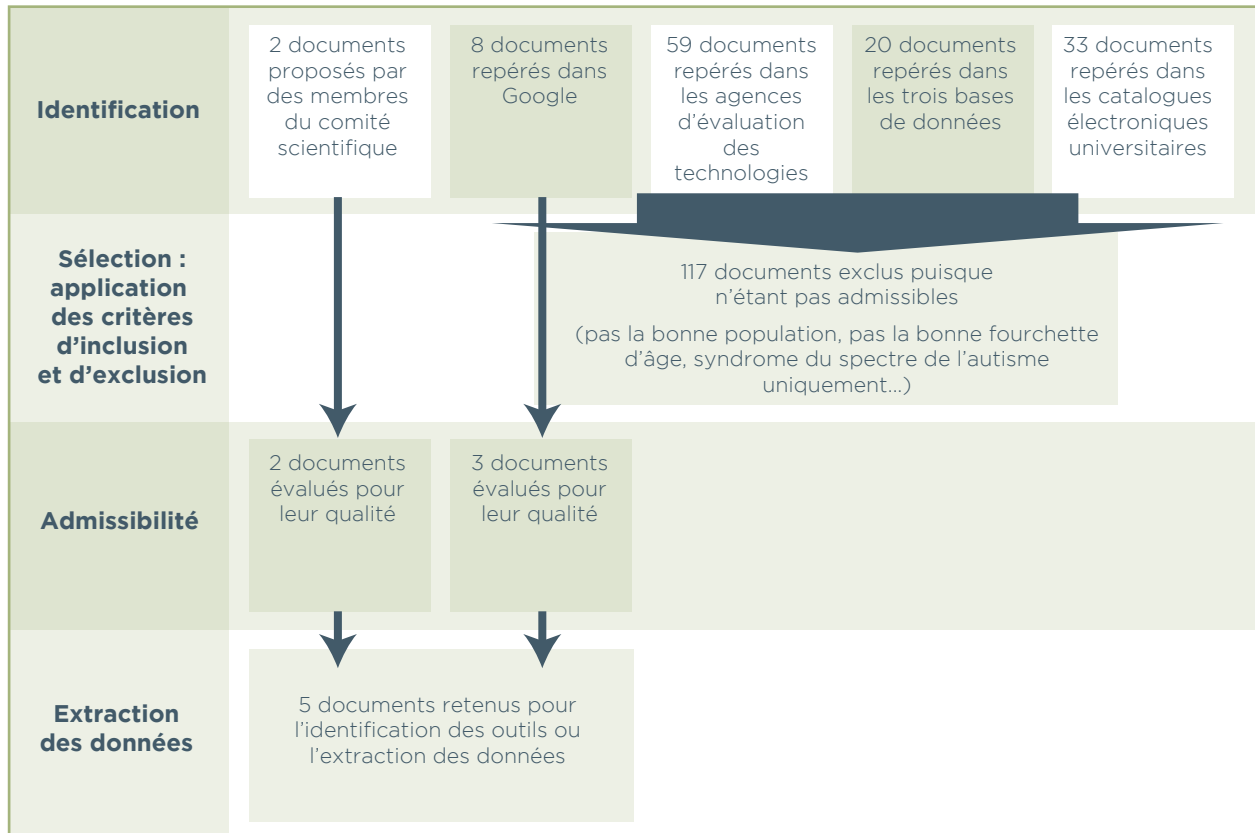 Identification
2 documents
proposés par
des membres
du comité
scientifique
8 documents
repérés dans
Google
59 documents
repérés dans
les agences
d’évaluation
des
technologies
20 documents
repérés dans
les trois bases
de données
33 documents
repérés dans
les catalogues
électroniques
universitaires
Sélection :
application
des critères
d’inclusion
et d’exclusion
117 documents exclus puisque
n’étant pas admissibles
(pas la bonne population, pas la bonne fourchette
d’âge, syndrome du spectre de l’autisme
uniquement...)
Admissibilité
2 documents
évalués pour
leur qualité
3 documents
évalués pour
leur qualité
Extraction
des données
5 documents retenus pour
l’identification des outils ou
l’extraction des données